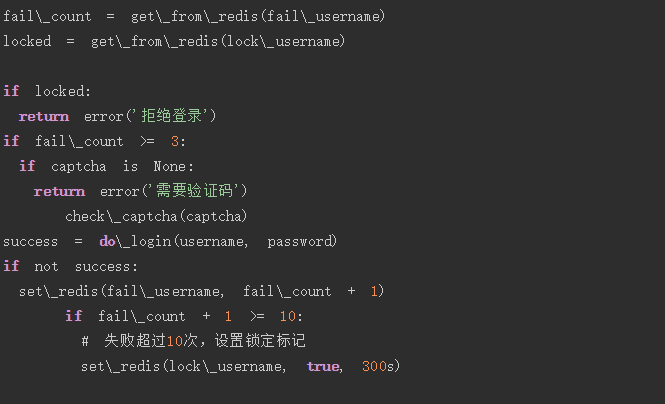 fail\_count = get\_from\_redis(fail\_username)
locked = get\_from\_redis(lock\_username)
if locked:
return error('拒绝登录')
if fail\_count >= 3:
if captcha is None:
return error('需要验证码')
check\_captcha(captcha)
success = do\_login(username, password)
if not success:
set\_redis(fail\_username, fail\_count + 1)
if fail\_count + 1 >= 10:
# 失败超过10次，设置锁定标记
set\_redis(lock\_username, true, 300s)